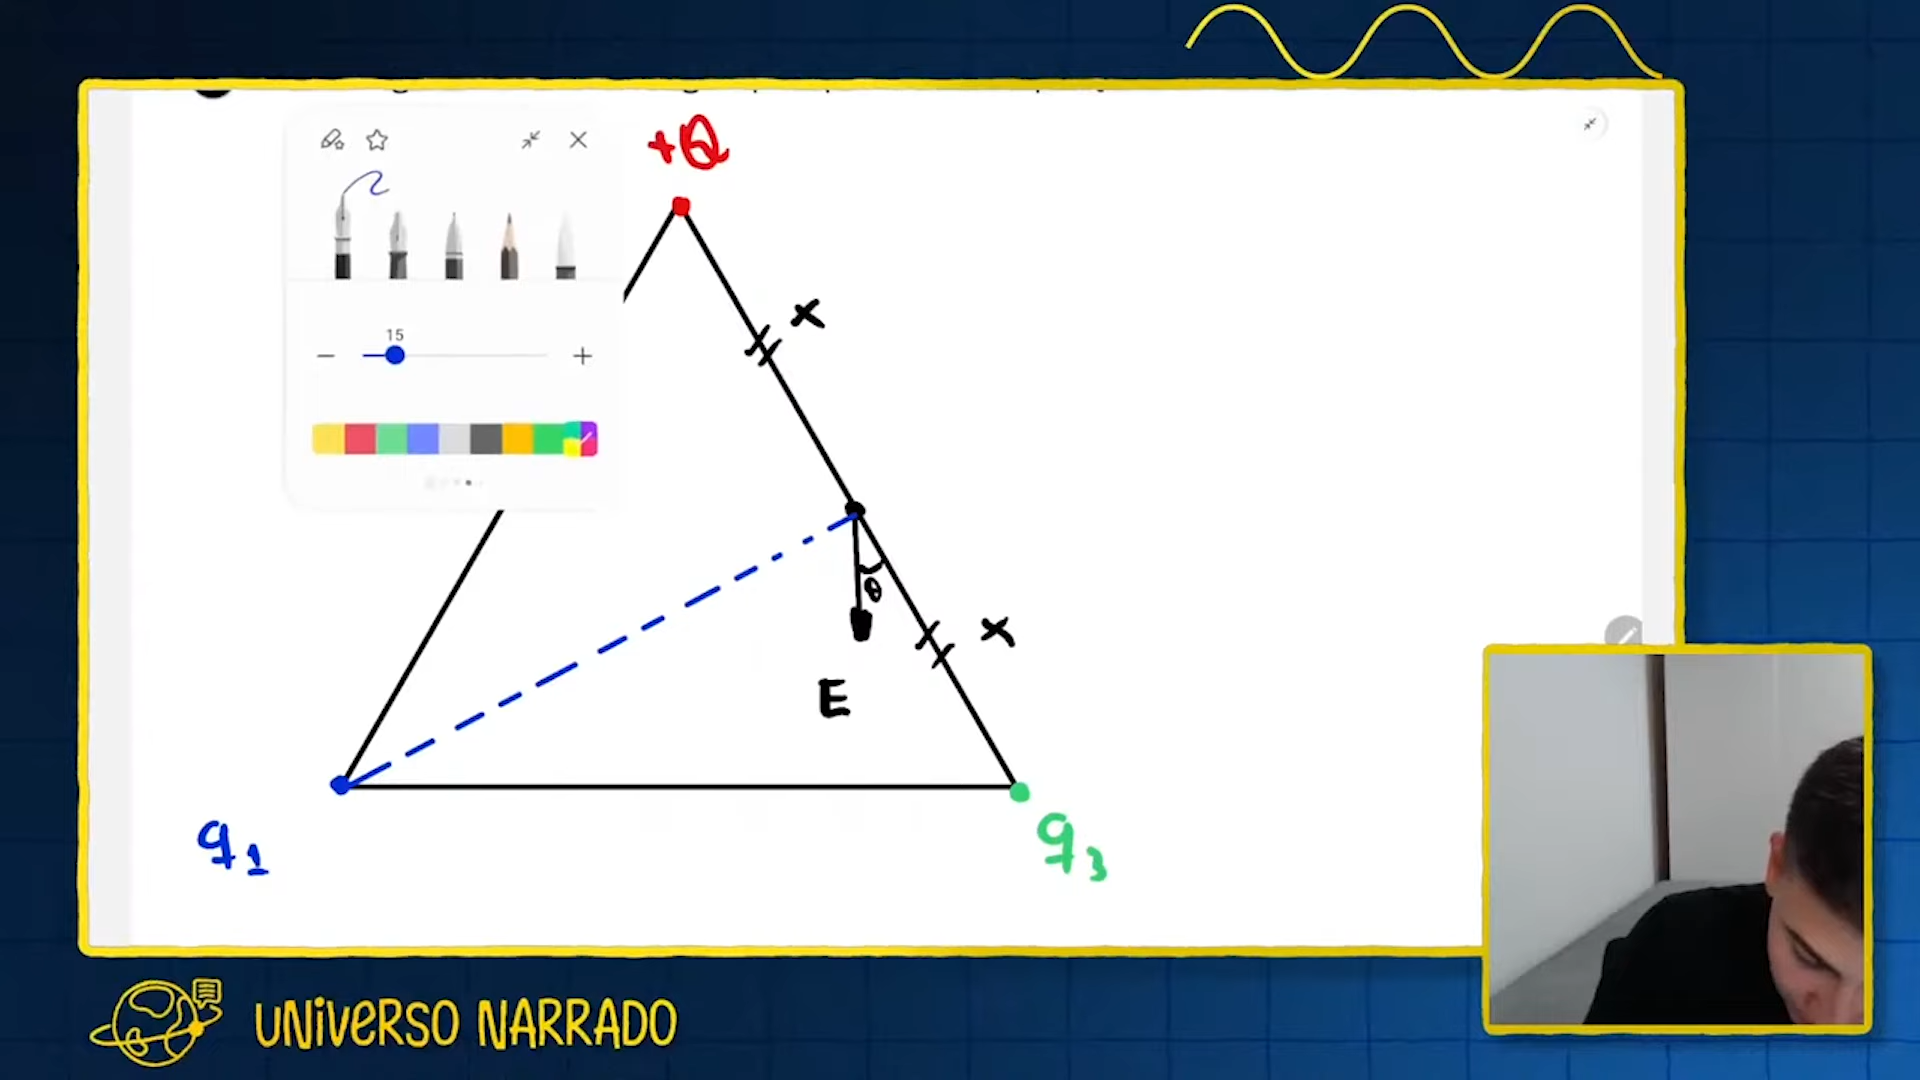 +Q
15
x
θ
x
E
q1
q3
UNIVERSO NARRADO